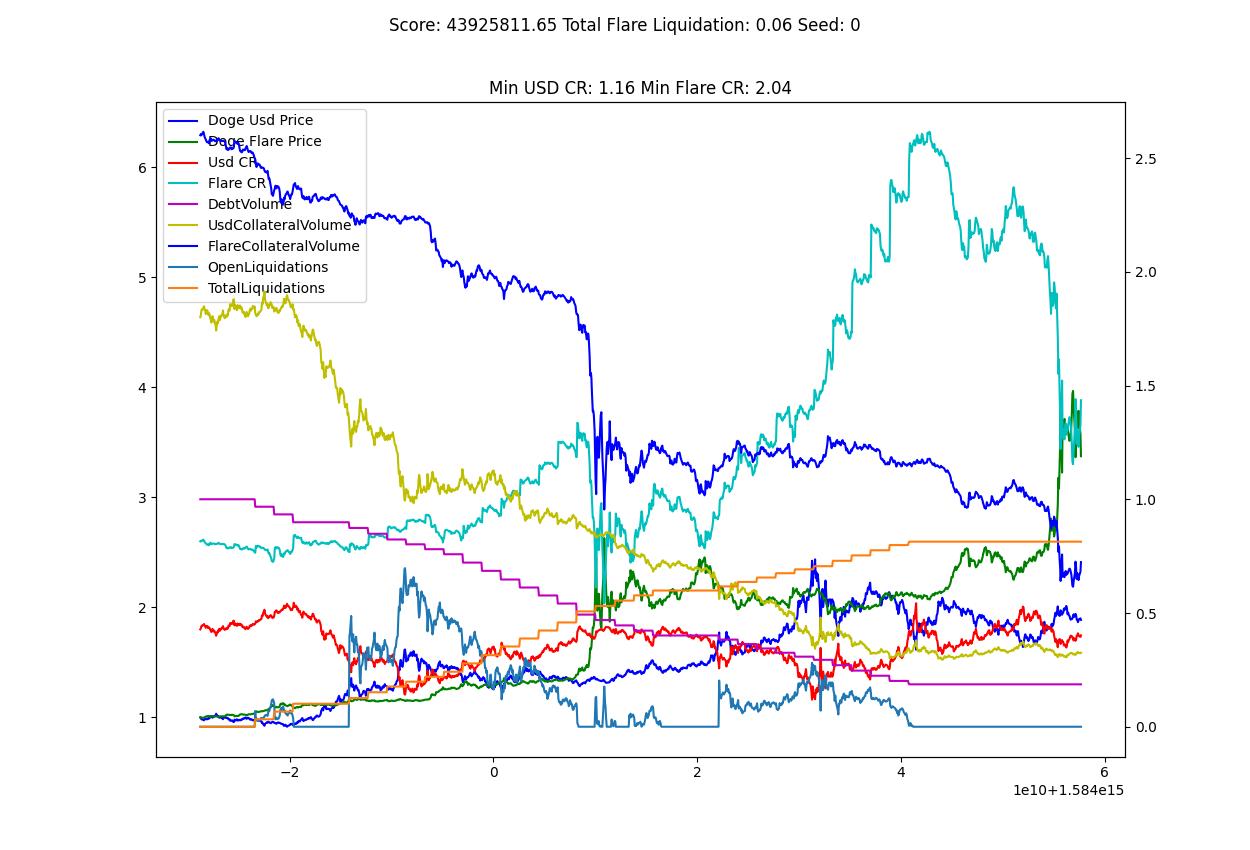 Score: 43925811.65 Total Flare Liquidation: 0.06 Seed: 0
Min USD CR: 1.16 Min Flare CR: 2.04
Doge Usd Price
Doge Flare Price
Usd CR
Flare CR
DebtVolume
UsdCollateralVolume
FlareCollateralVolume
OpenLiquidations
TotalLiquidations
6
5
4
3
2
1
2.5
2.0
1.5
1.0
0.5
0.0
−2
0
2
4
6
1e10+1.584e15